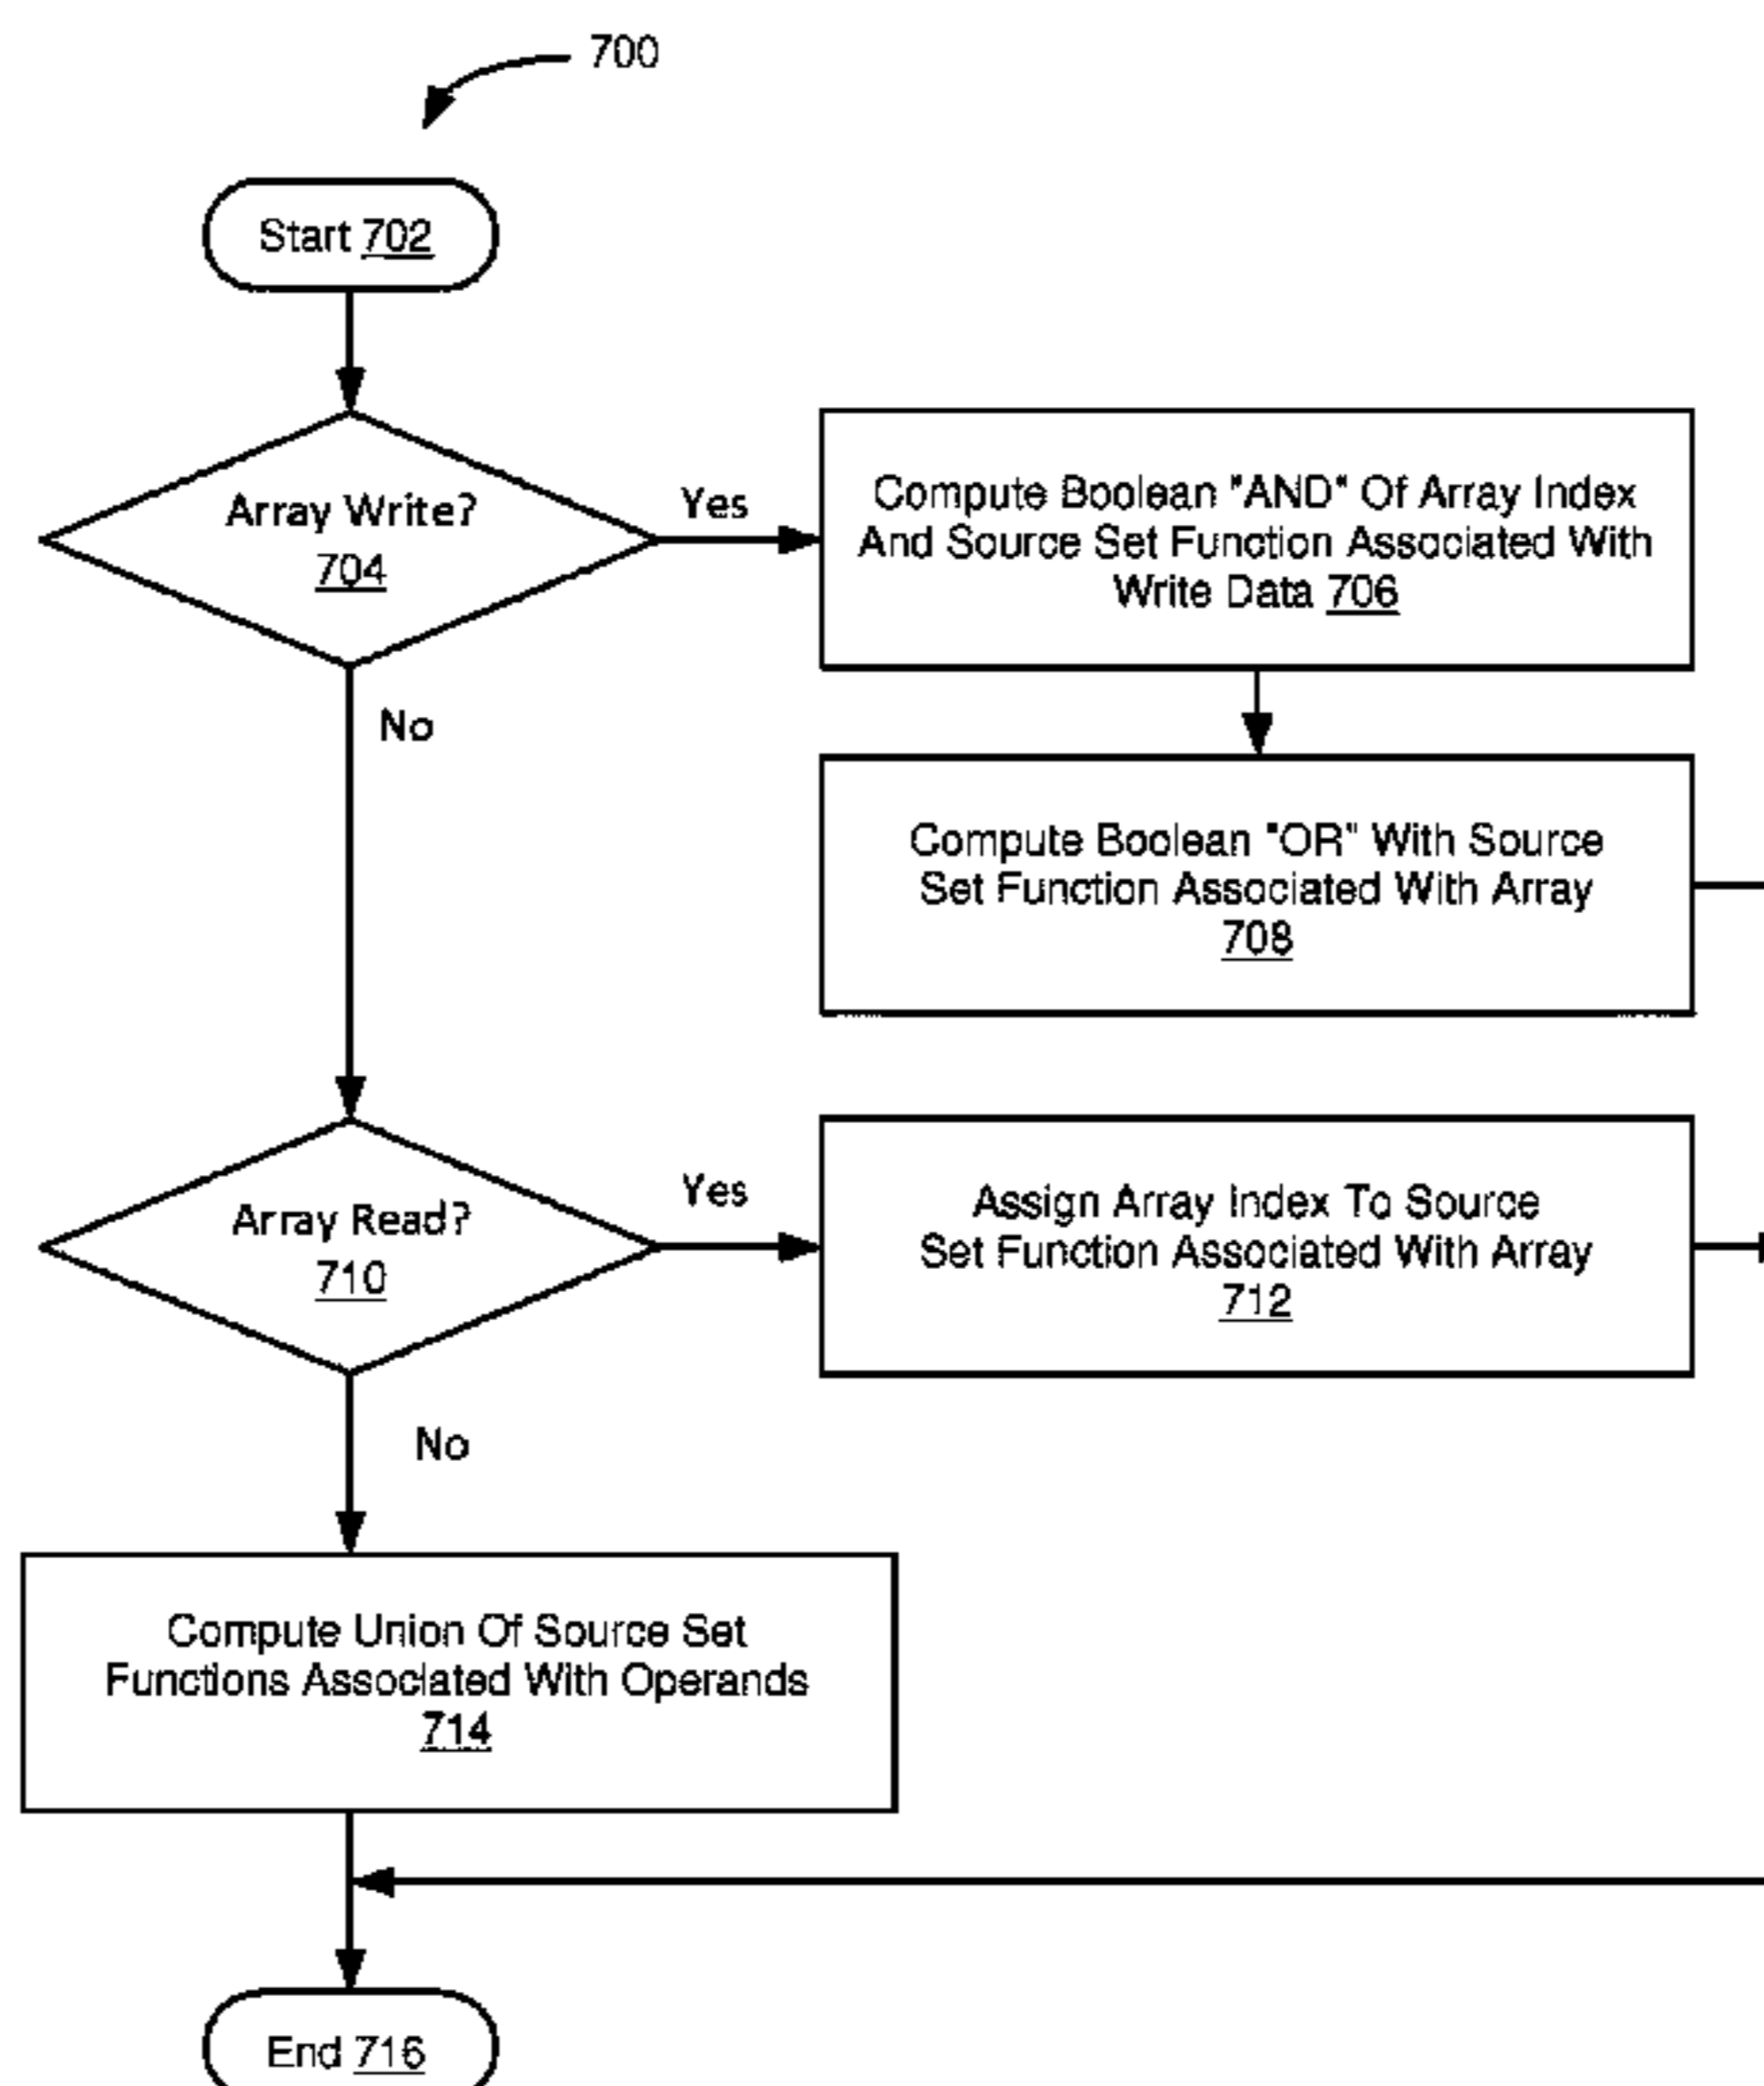 700
Start 702
Array Write?
704
Yes
Compute Boolean "AND" Of Array Index
And Source Set Function Associated With
Write Data 706
No
Compute Boolean "OR" With Source
Set Function Associated With Array
708
Array Read?
710
Yes
Assign Array Index To Source
Set Function Associated With Array
712
No
Compute Union Of Source Set
Functions Associated With Operands
714
End 716